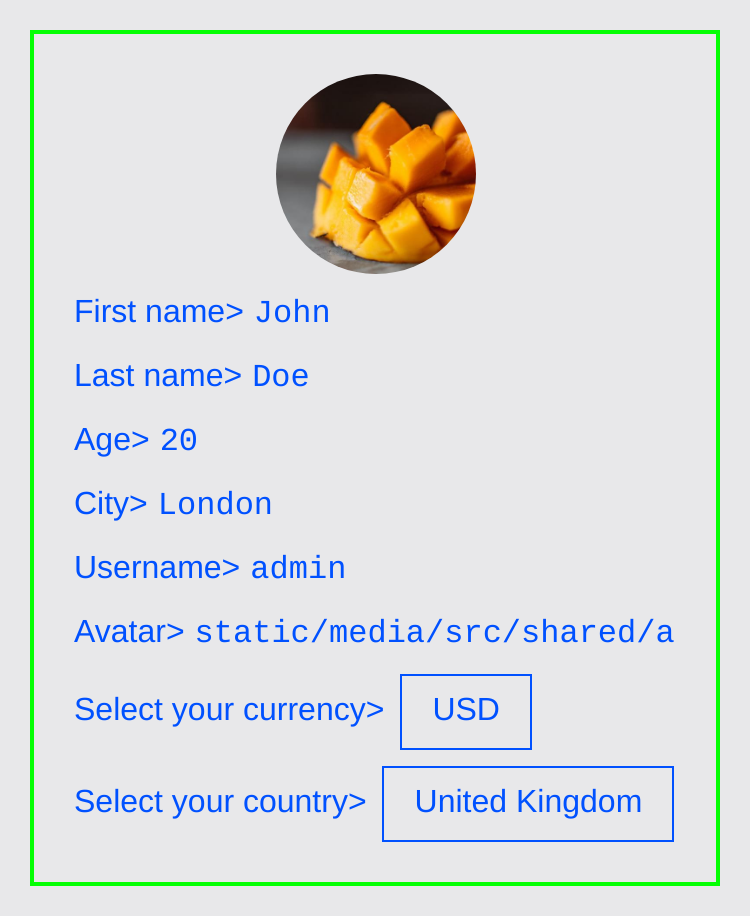 First name> John
Last name> Doe
Age> 20
City> London
Username> admin
Avatar> static/media/src/shared/a
Select your currency> USD
Select your country> United Kingdom